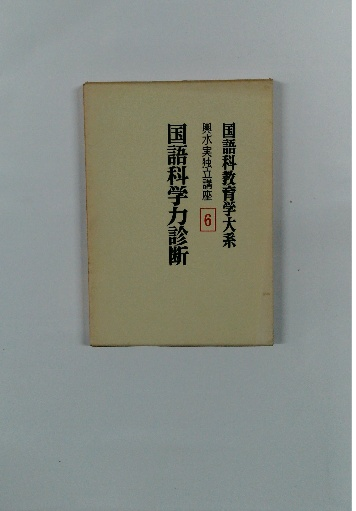 国語科教育学大系
輿水実独立講座
6
国語科学力診断